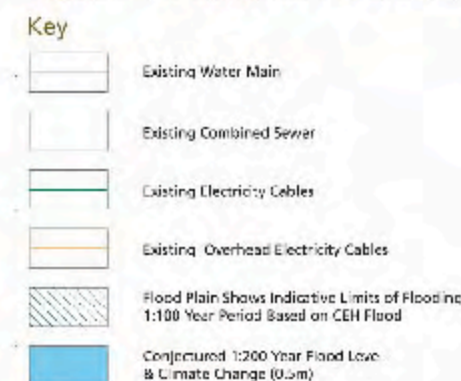 Key
Existing Water Main
Existing Combined Sewer
Existing Electricity Cables
Existing Overhead Electricity Cables
Flood Plain Shows Indicative Limits of Flooding
1:100 Year Period Based on CEH Flood
Conjectured 1:200 Year Flood Leve
& Climate Change (0.5m)